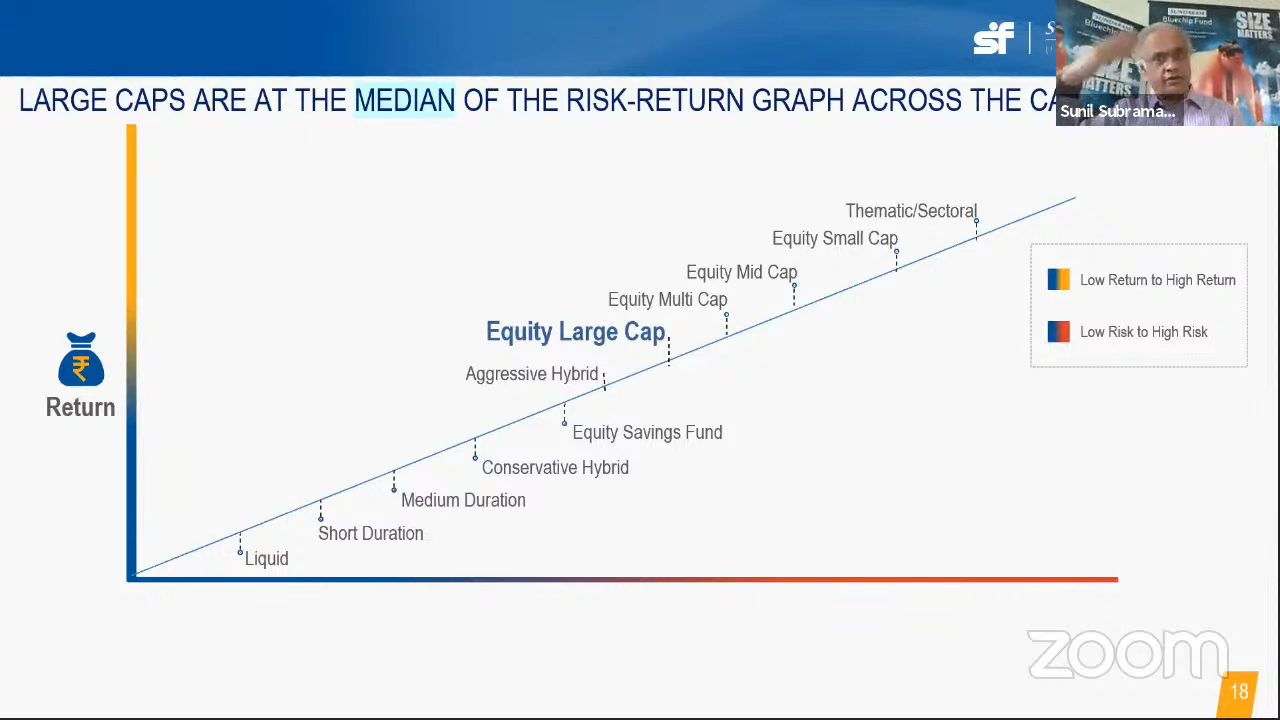 sf
LARGE CAPS ARE AT THE MEDIAN OF THE RISK-RETURN GRAPH ACROSS THE
SUNDARAM
Bluechip Fund
SIZE
MATTERS
Sunil Subrama...
Thematic/Sectoral
Equity Small Cap
Equity Mid Cap
Equity Multi Cap
Equity Large Cap
Aggressive Hybrid
Equity Savings Fund
Conservative Hybrid
Medium Duration
Short Duration
Liquid
₹
Return
Low Return to High Return
Low Risk to High Risk
zoom
18